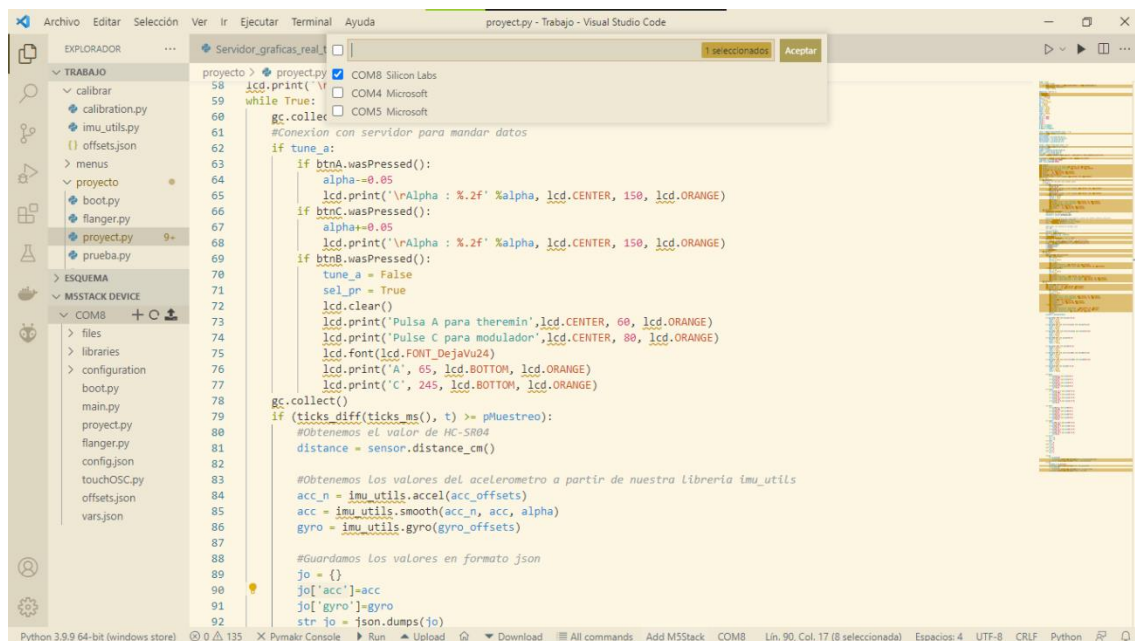 Archivo Editar Selección Ver Ir Ejecutar Terminal Ayuda proyect.py - Trabajo - Visual Studio Code
EXPLORADOR ...
TRABAJO
calibrar
calibration.py
imu_utils.py
offsets.json
menus
proyecto
boot.py
flanger.py
proyect.py 9+
prueba.py
ESQUEMA
M5STACK DEVICE
COM8
files
libraries
configuration
boot.py
main.py
proyect.py
flanger.py
config.json
touchOSC.py
offsets.json
vars.json
Servidor_graficas_real_t
1 seleccionados Aceptar
COM8 Silicon Labs
COM4 Microsoft
COM5 Microsoft
proyecto > proyect.py
58 lcd.print('\r
59 while True:
60 gc.collec
61 #Conexion con servidor para mandar datos
62 if tune_a:
63 if btnA.wasPressed():
64 alpha-=0.05
65 lcd.print('\rAlpha : %.2f' %alpha, lcd.CENTER, 150, lcd.ORANGE)
66 if btnC.wasPressed():
67 alpha+=0.05
68 lcd.print('\rAlpha : %.2f' %alpha, lcd.CENTER, 150, lcd.ORANGE)
69 if btnB.wasPressed():
70 tune_a = False
71 sel_pr = True
72 lcd.clear()
73 lcd.print('Pulsa A para theremin',lcd.CENTER, 60, lcd.ORANGE)
74 lcd.print('Pulse C para modulador',lcd.CENTER, 80, lcd.ORANGE)
75 lcd.font(lcd.FONT_DejaVu24)
76 lcd.print('A', 65, lcd.BOTTOM, lcd.ORANGE)
77 lcd.print('C', 245, lcd.BOTTOM, lcd.ORANGE)
78 gc.collect()
79 if (ticks_diff(ticks_ms(), t) >= pMuestreo):
80 #Obtenemos el valor de HC-SR04
81 distance = sensor.distance_cm()
82
83 #Obtenemos los valores del acelerometro a partir de nuestra libreria imu_utils
84 acc_n = imu_utils.accel(acc_offsets)
85 acc = imu_utils.smooth(acc_n, acc, alpha)
86 gyro = imu_utils.gyro(gyro_offsets)
87
88 #Guardamos los valores en formato json
89 jo = {}
90 jo['acc']=acc
91 jo['gyro']=gyro
92 str jo = json.dumps(jo)
Python 3.9.9 64-bit (windows store) 0 135 Pymakr Console Run Upload Download All commands Add M5Stack COM8 Lín. 90, Col. 17 (8 seleccionada) Espacios: 4 UTF-8 CRLF Python